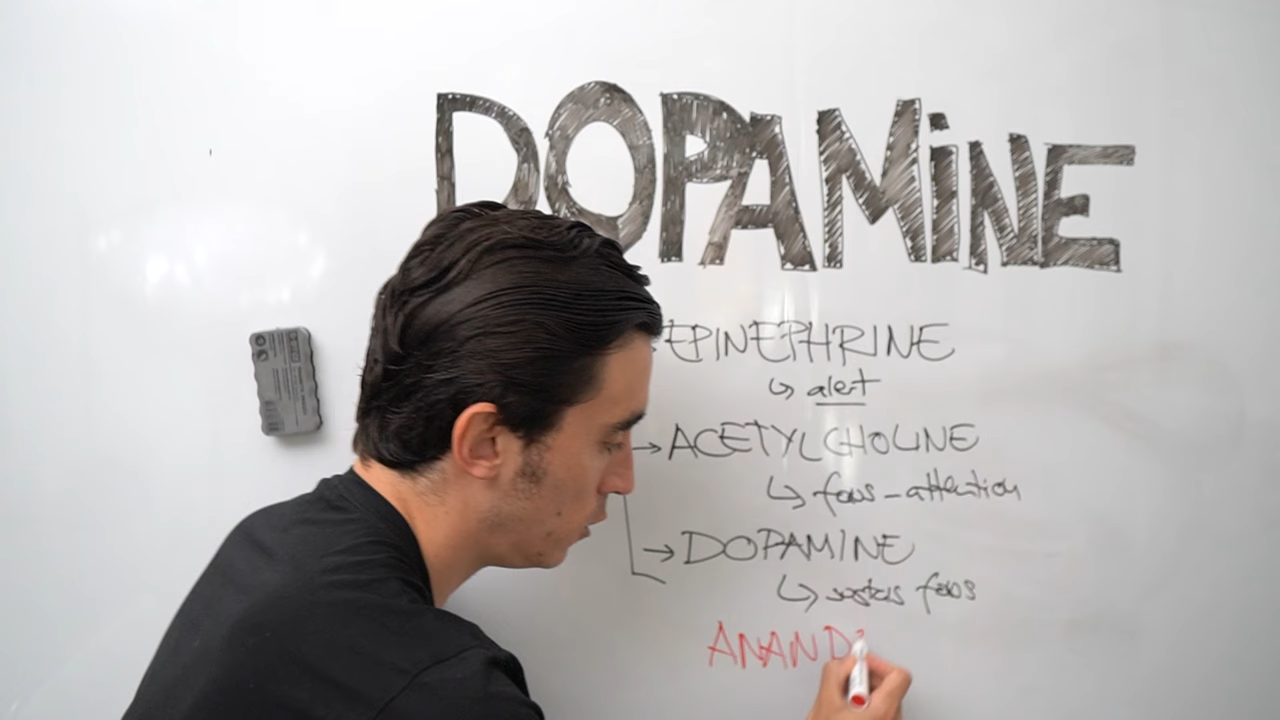 DOPAMiNE
EPINEPHRINE
↳ alert
→ ACETYLCHOLINE
↳ focus - attention
→ DOPAMINE
↳ focus
ANAND